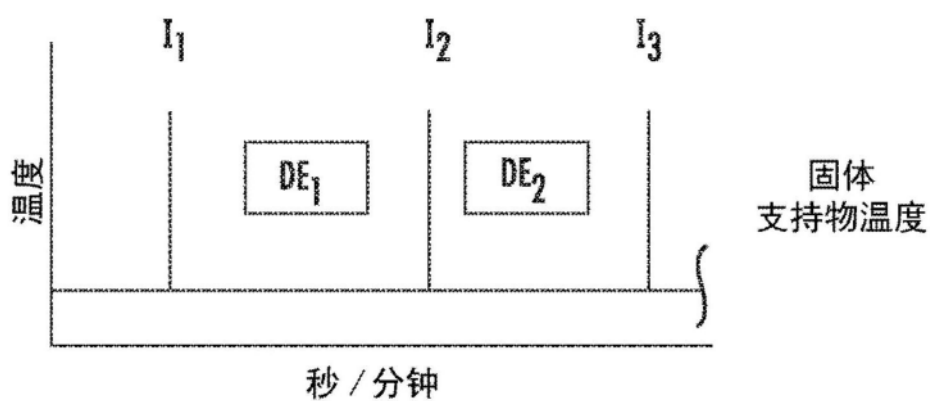 I₁ I₂ I₃
DE₁ DE₂
温度
固体
支持物温度
秒/分钟